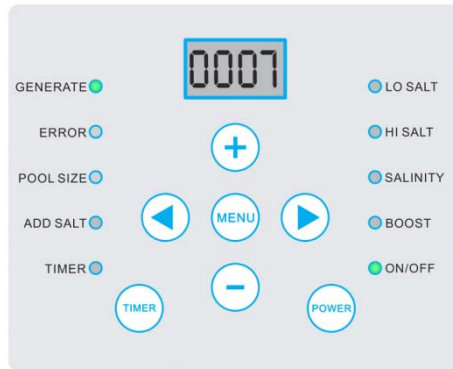 0007
GENERATE
ERROR
POOL SIZE
ADD SALT
TIMER
LO SALT
HI SALT
SALINITY
BOOST
ON/OFF
+
MENU
−
TIMER
POWER